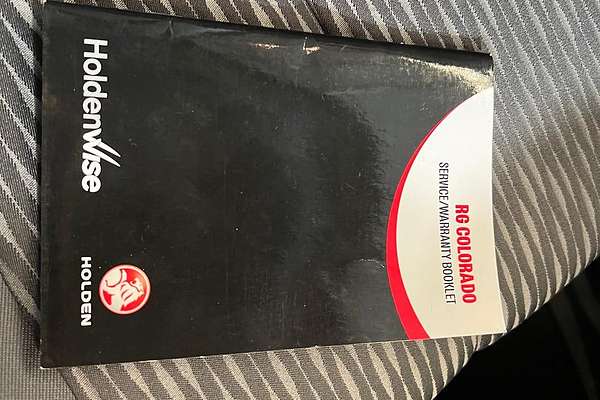 RG COLORADO
SERVICE/WARRANTY BOOKLET
HoldenWise
HOLDEN